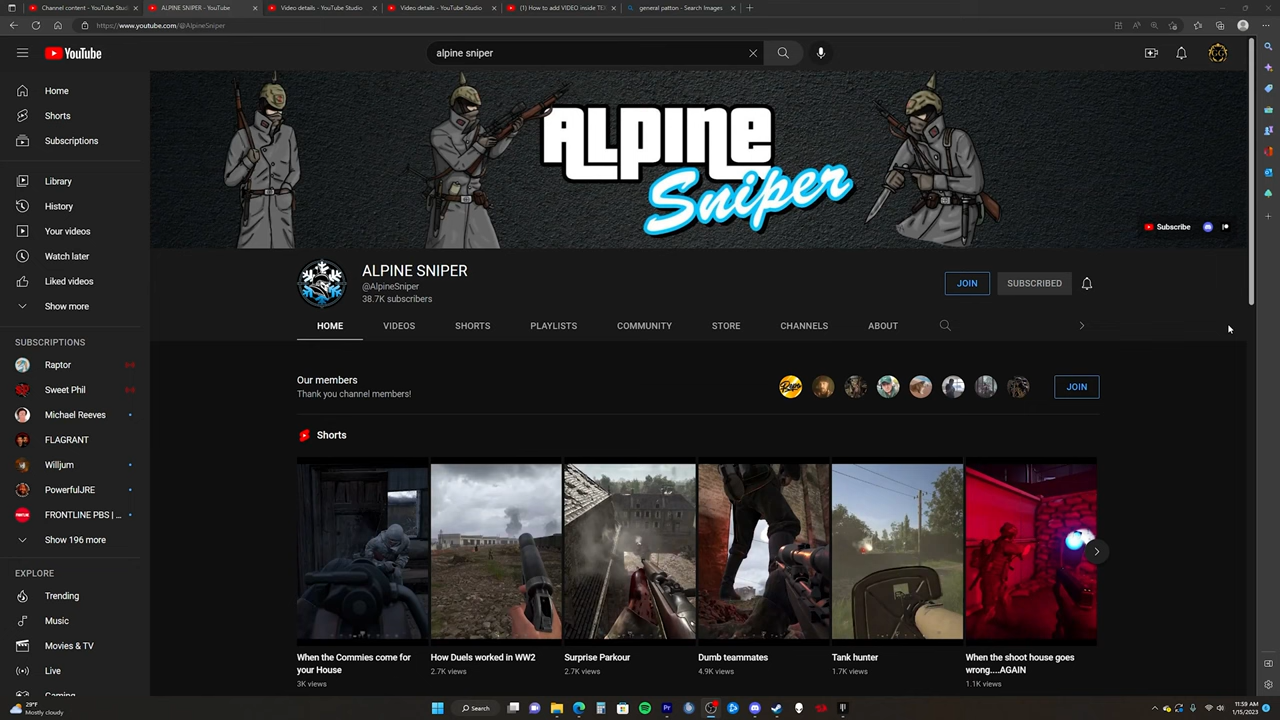 Channel content - YouTube Stu
ALPINE SNIPER - YouTube
Video details - YouTube Studio
Video details - YouTube Studio
(1) How to add VIDEO inside TE
general patton - Search Images
https://www.youtube.com/@AlpineSniper
YouTube
alpine sniper
Home
Shorts
Subscriptions
Library
History
Your videos
Watch later
Liked videos
Show more
SUBSCRIPTIONS
Raptor
Sweet Phil
Michael Reeves
FLAGRANT
Willjum
PowerfulJRE
FRONTLINE PBS | ...
Show 196 more
EXPLORE
Trending
Music
Movies & TV
Live
Gaming
ALPINE
Sniper
Subscribe
ALPINE SNIPER
@AlpineSniper
38.7K subscribers
JOIN
SUBSCRIBED
HOME
VIDEOS
SHORTS
PLAYLISTS
COMMUNITY
STORE
CHANNELS
ABOUT
Our members
Thank you channel members!
JOIN
Shorts
When the Commies come for
your House
3K views
How Duels worked in WW2
2.7K views
Surprise Parkour
2.7K views
Dumb teammates
4.9K views
Tank hunter
1.7K views
When the shoot house goes
wrong....AGAIN
1.1K views
29°F
Mostly cloudy
Search
11:59 AM
1/15/2023